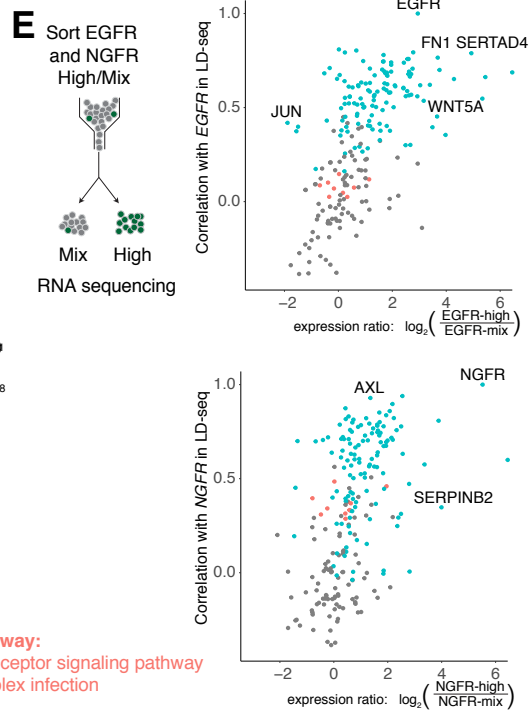 E
Sort EGFR
and NGFR
High/Mix
Mix High
RNA sequencing
Correlation with EGFR in LD-seq
1.0
0.5
0.0
EGFR
FN1 SERTAD4
WNT5A
JUN
−2 0 2 4 6
expression ratio: log2(EGFR-high/EGFR-mix)
8
Correlation with NGFR in LD-seq
1.0
0.5
0.0
NGFR
AXL
SERPINB2
−2 0 2 4 6
expression ratio: log2(NGFR-high/NGFR-mix)
way:
ceptor signaling pathway
plex infection